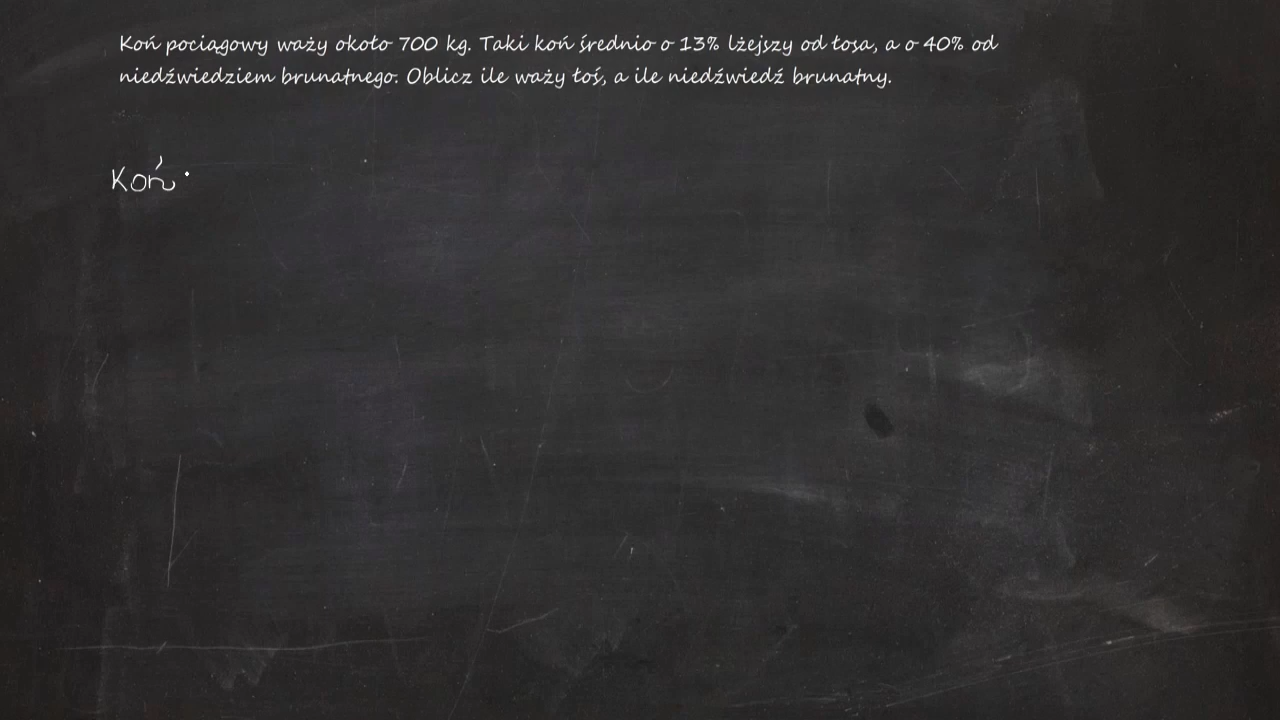 Koń pociągowy waży około 700 kg. Taki koń średnio o 13% lżejszy od łosa, a o 40% od
niedźwiedziem brunatnego. Oblicz ile waży łoś, a ile niedźwiedź brunatny.
Koń